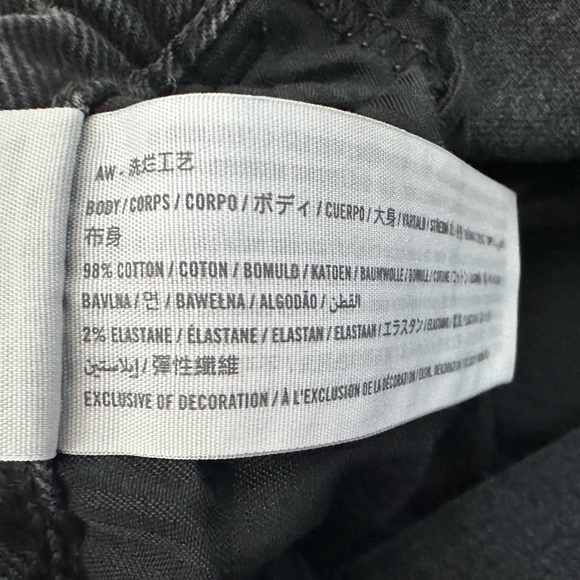 AW - 洗烂工艺
BODY / CORPS / CORPO / ボディ / CUERPO / 大身 /
布身
98% COTTON / COTON / BOMULD / KATOEN / BAUMWOLLE /
BAVLNA / 면 / BAWEŁNA / ALGODÃO / القطن
2% ELASTANE / ÉLASTANE / ELASTAN / ELASTAAN / エラスタン /
إيلاستين / 彈性纖維
EXCLUSIVE OF DECORATION / À L'EXCLUSION DE LA DÉCORATION /